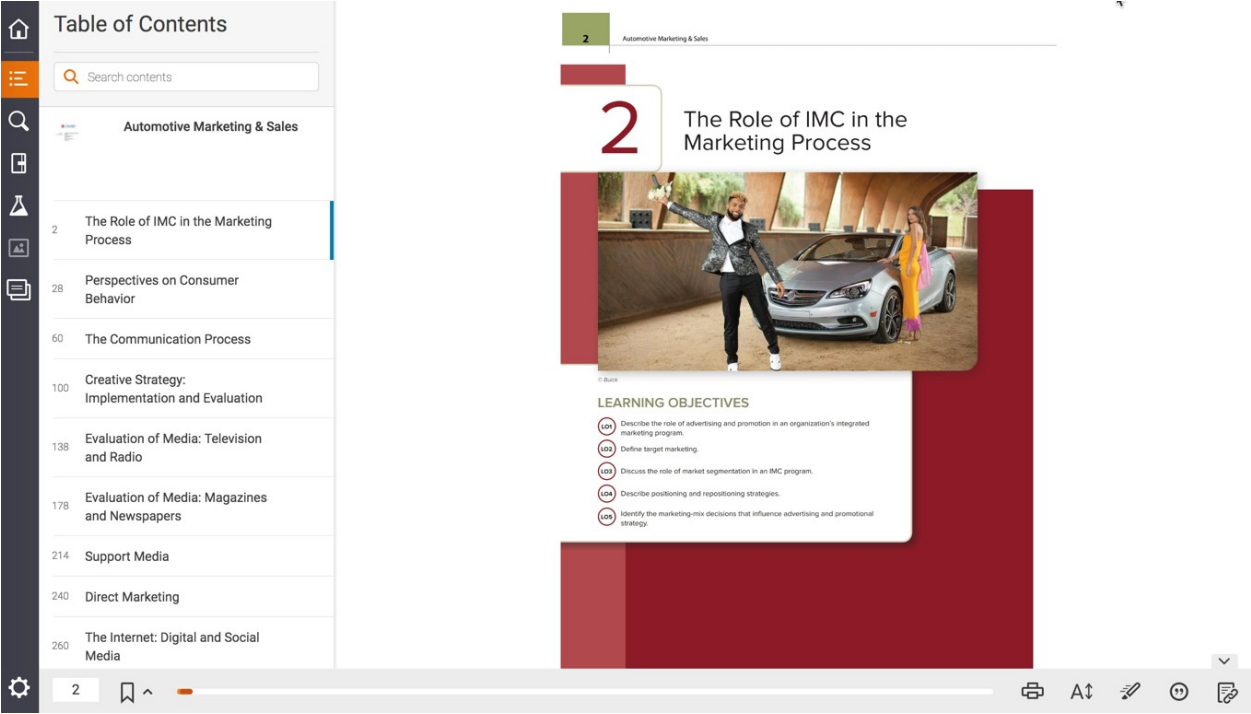 Table of Contents
Search contents
Automotive Marketing & Sales
2
The Role of IMC in the Marketing
Process
28
Perspectives on Consumer
Behavior
60
The Communication Process
100
Creative Strategy:
Implementation and Evaluation
138
Evaluation of Media: Television
and Radio
178
Evaluation of Media: Magazines
and Newspapers
214
Support Media
240
Direct Marketing
260
The Internet: Digital and Social
Media
2
2
Automotive Marketing & Sales
2
The Role of IMC in the
Marketing Process
© Buick
LEARNING OBJECTIVES
LO1
Describe the role of advertising and promotion in an organization's integrated
marketing program.
LO2
Define target marketing.
LO3
Discuss the role of market segmentation in an IMC program.
LO4
Describe positioning and repositioning strategies.
LO5
Identify the marketing-mix decisions that influence advertising and promotional
strategy.
A